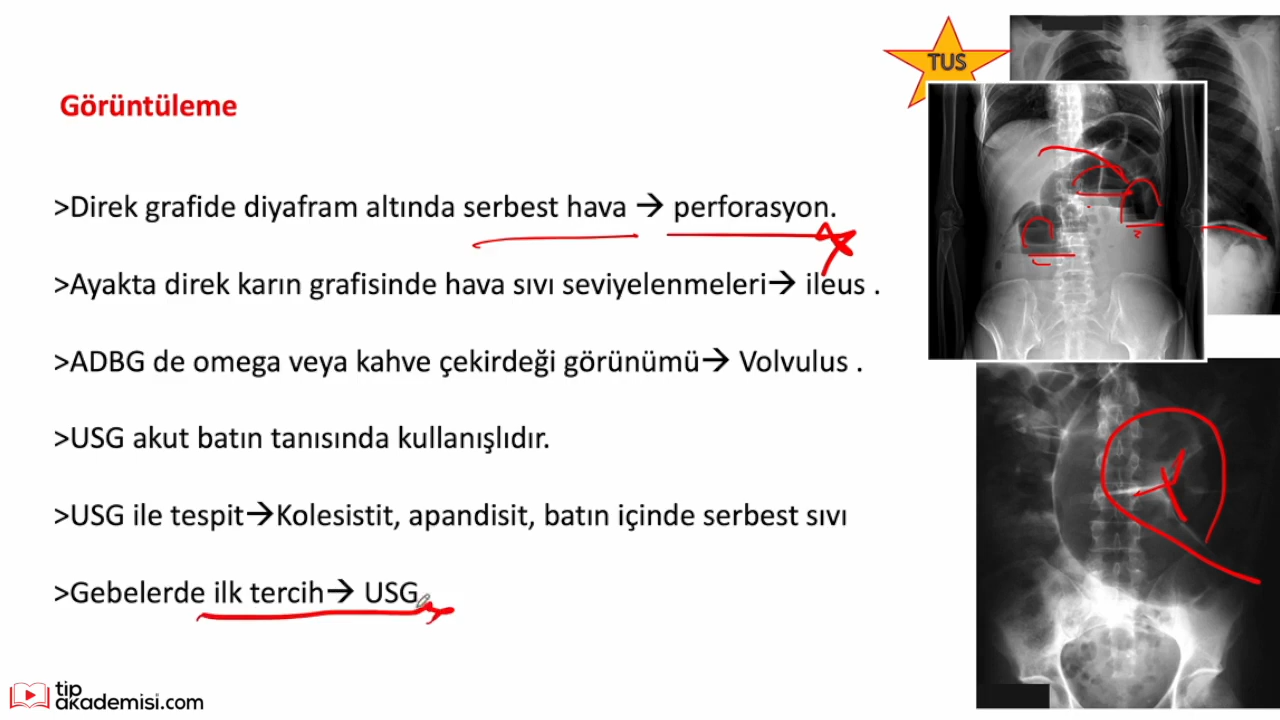 TUS
Görüntüleme
>Direk grafide diyafram altında serbest hava → perforasyon.
>Ayakta direk karın grafisinde hava sıvı seviyelenmeleri→ ileus .
>ADBG de omega veya kahve çekirdeği görünümü→ Volvulus .
>USG akut batın tanısında kullanışlıdır.
>USG ile tespit→Kolesistit, apandisit, batın içinde serbest sıvı
>Gebelerde ilk tercih→ USG
tıp
akademisi.com